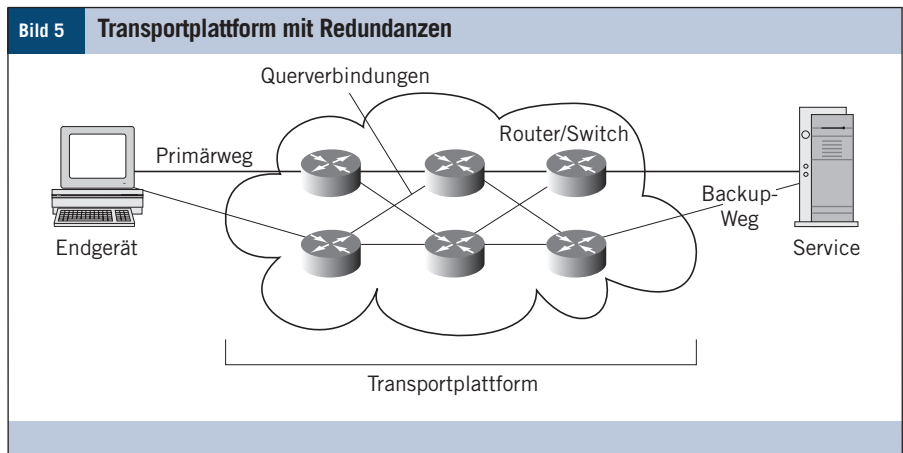 Bild 5 Transportplattform mit Redundanzen
Querverbindungen
Router/Switch
Primärweg
Backup-
Weg
Endgerät
Service
Transportplattform